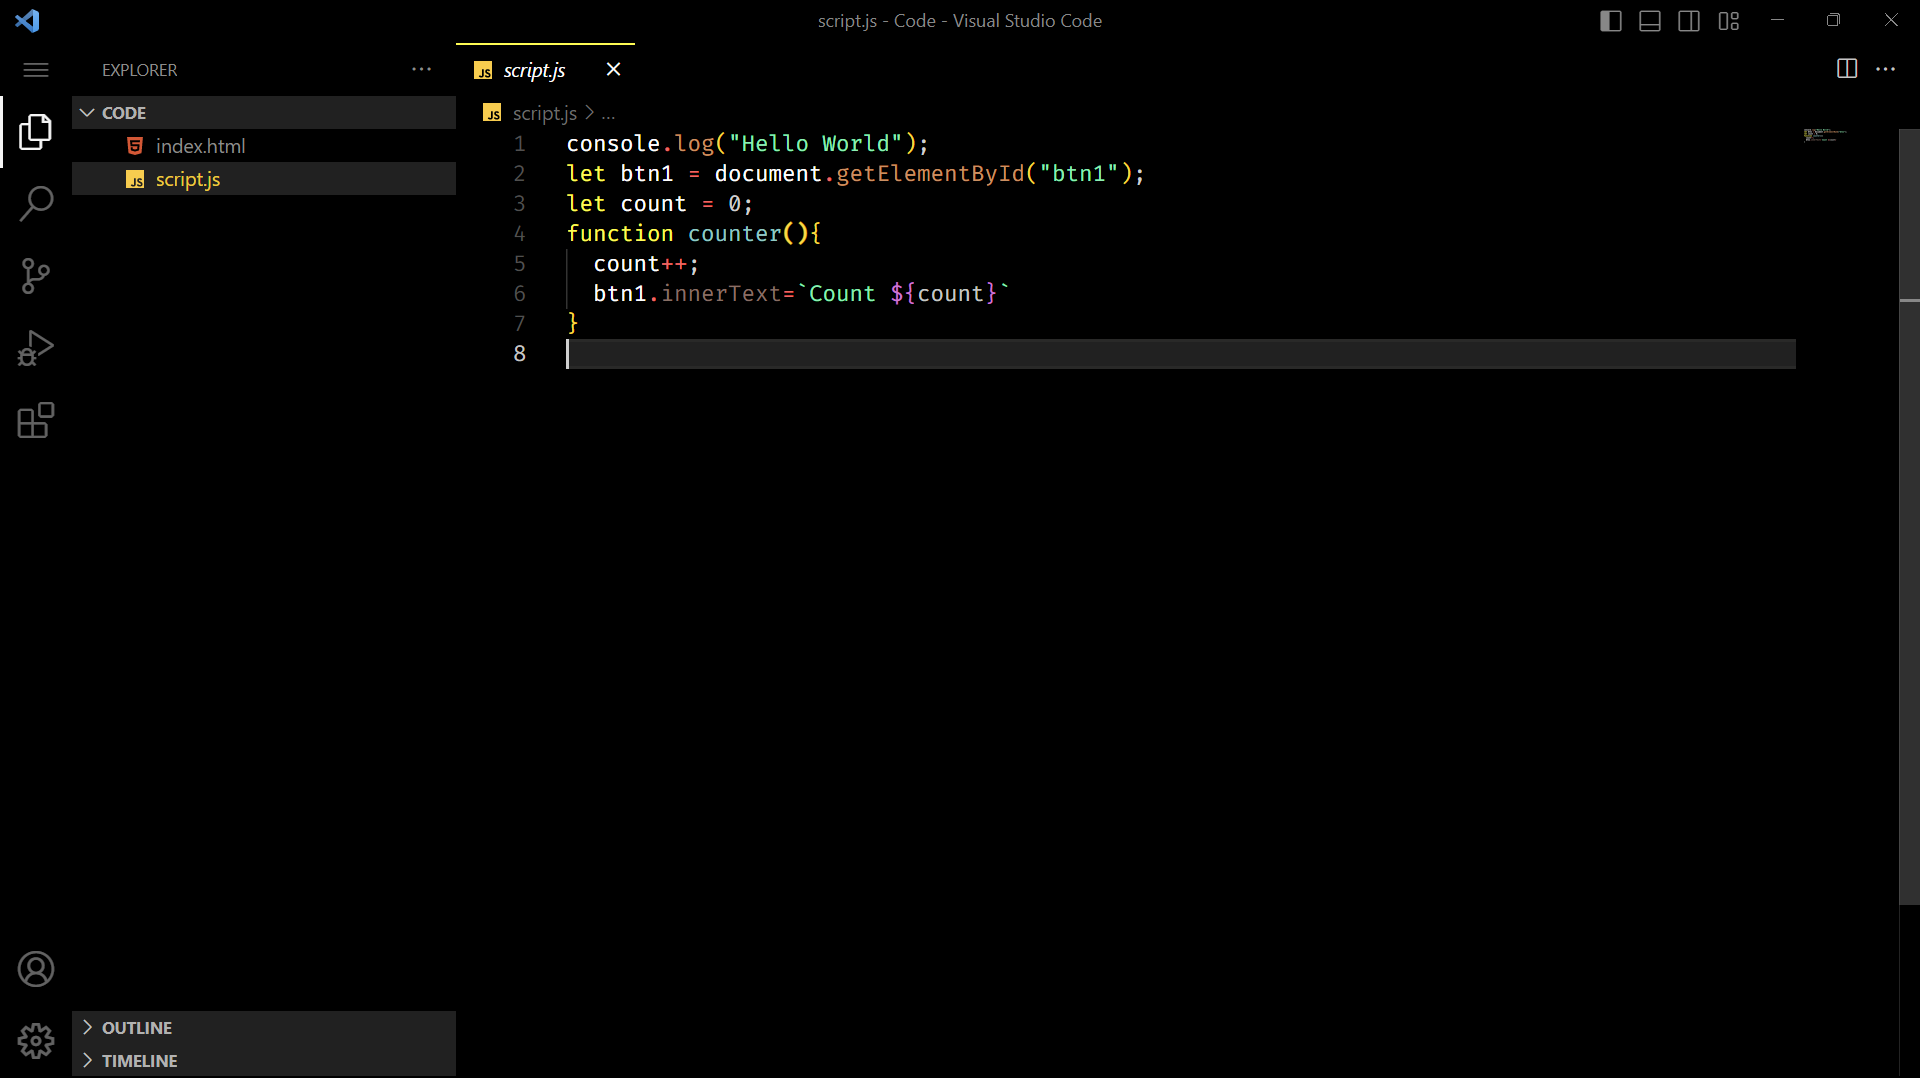 script.js - Code - Visual Studio Code
EXPLORER
CODE
index.html
script.js
OUTLINE
TIMELINE
script.js
script.js > ...
1 console.log("Hello World");
2 let btn1 = document.getElementById("btn1");
3 let count = 0;
4 function counter(){
5   count++;
6   btn1.innerText=`Count ${count}`
7 }
8